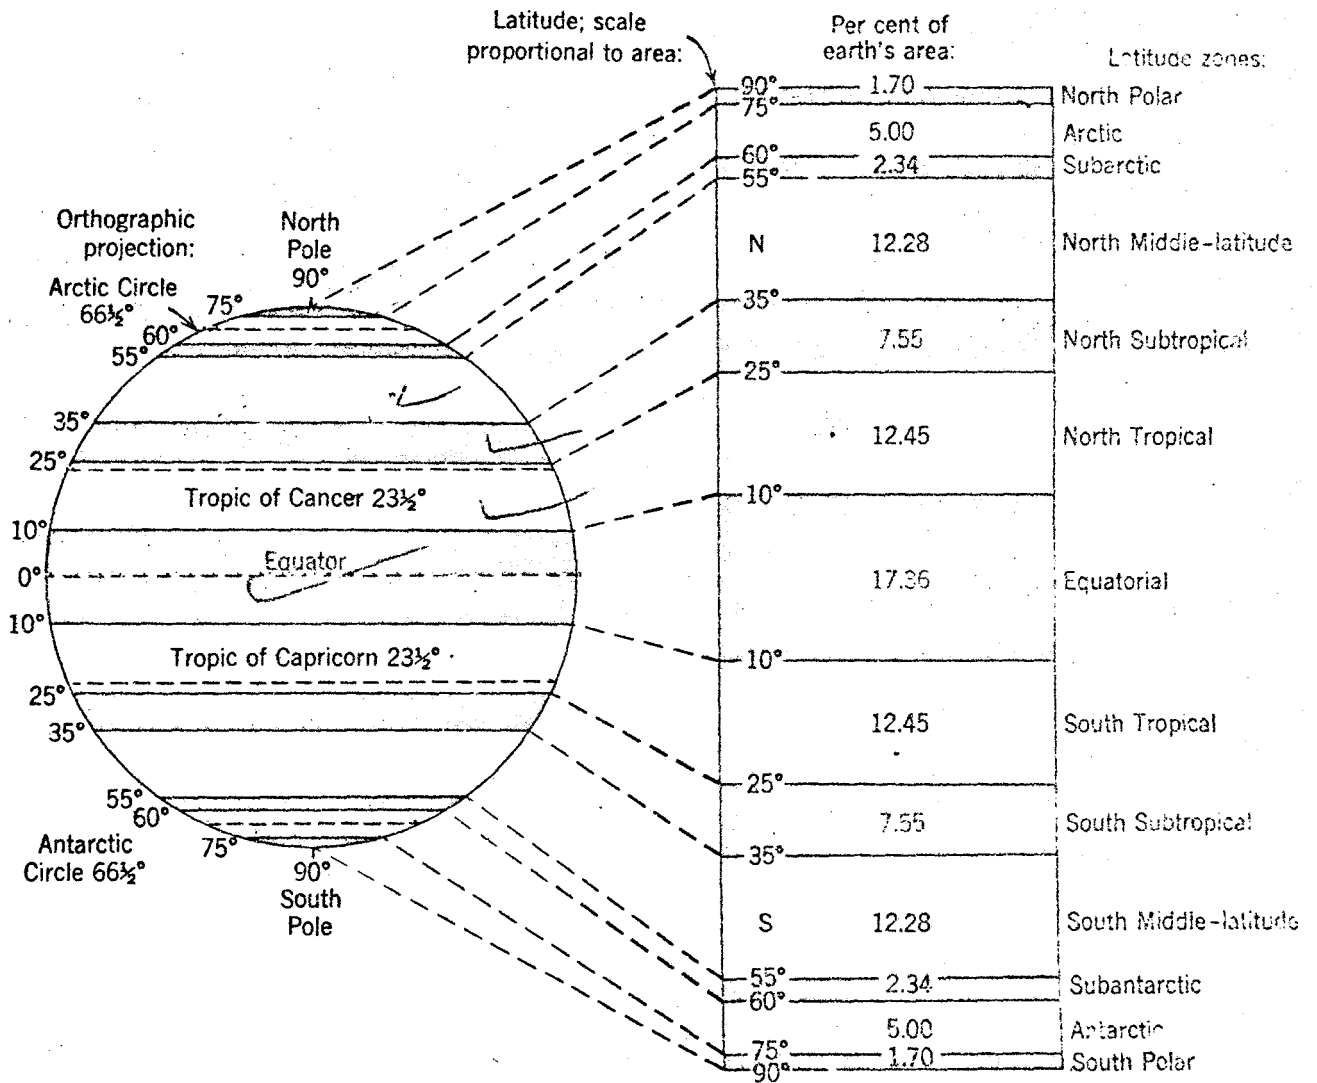 Latitude; scale
proportional to area:
Per cent of
earth's area:
Latitude zones:
90° 1.70 North Polar
75°
5.00 Arctic
60°
2.34 Subarctic
55°
N 12.28 North Middle-latitude
35°
7.55 North Subtropical
25°
12.45 North Tropical
10°
17.36 Equatorial
10°
12.45 South Tropical
25°
7.55 South Subtropical
35°
S 12.28 South Middle-latitude
55°
2.34 Subantarctic
60°
5.00 Antarctic
75°
1.70 South Polar
90°
Orthographic
projection:
North
Pole
90°
Arctic Circle
66½°
75°
60°
55°
35°
25°
Tropic of Cancer 23½°
10°
Equator
0°
10°
Tropic of Capricorn 23½°
25°
35°
55°
60°
75°
Antarctic
Circle 66½°
90°
South
Pole